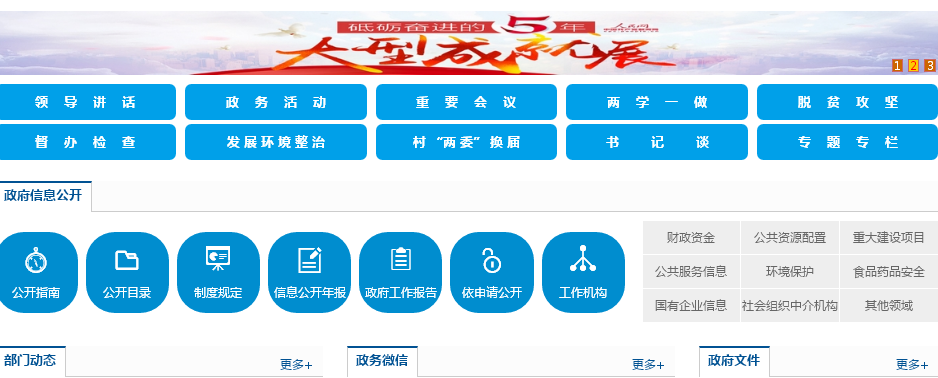 砥砺奋进的5年
大型成就展
1 2 3
领导讲话 政务活动 重要会议 两学一做 脱贫攻坚
督办检查 发展环境整治 村“两委”换届 书记谈 专题专栏
政府信息公开
公开指南 公开目录 制度规定 信息公开年报 政府工作报告 依申请公开 工作机构
财政资金 公共资源配置 重大建设项目
公共服务信息 环境保护 食品药品安全
国有企业信息 社会组织中介机构 其他领域
部门动态 更多+ 政务微信 更多+ 政府文件 更多+